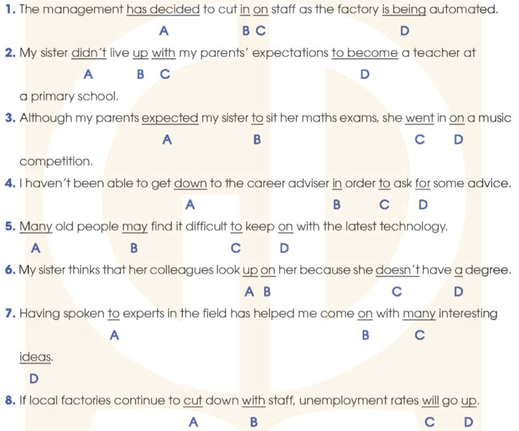 1. The management has decided to cut in on staff as the factory is being automated.
A B C D
2. My sister didn't live up with my parents' expectations to become a teacher at
A B C D
a primary school.
3. Although my parents expected my sister to sit her maths exams, she went in on a music
A B C D
competition.
4. I haven't been able to get down to the career adviser in order to ask for some advice.
A B C D
5. Many old people may find it difficult to keep on with the latest technology.
A B C D
6. My sister thinks that her colleagues look up on her because she doesn't have a degree.
A B C D
7. Having spoken to experts in the field has helped me come on with many interesting
A B C
ideas.
D
8. If local factories continue to cut down with staff, unemployment rates will go up.
A B C D